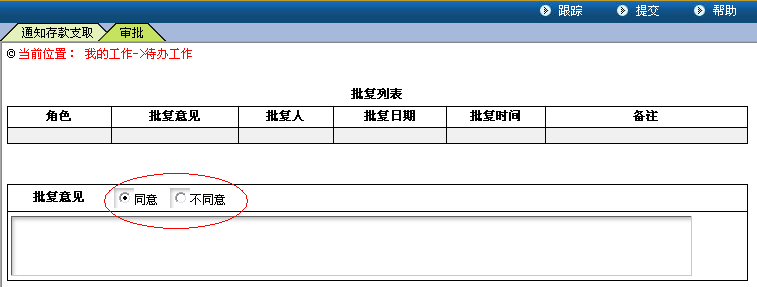 跟踪 提交 帮助
通知存款支取 审批
当前位置： 我的工作->待办工作
批复列表
角色 批复意见 批复人 批复日期 批复时间 备注
批复意见 同意 不同意